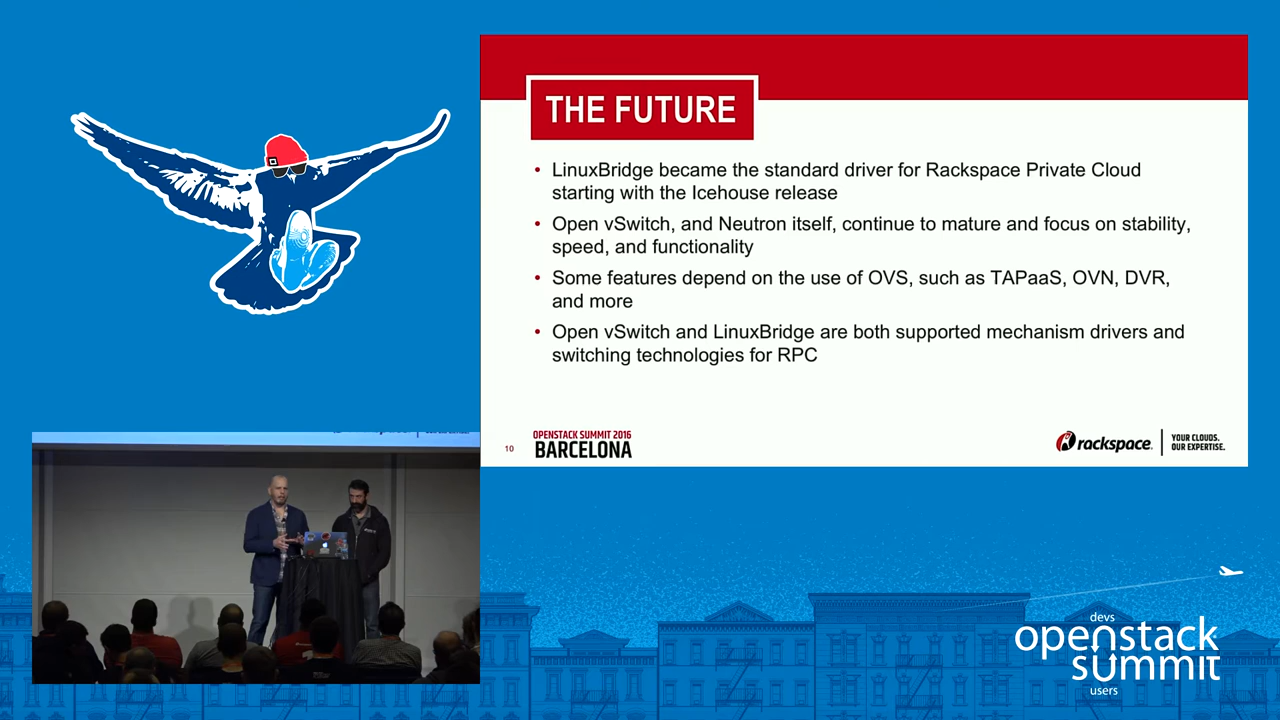 THE FUTURE
• LinuxBridge became the standard driver for Rackspace Private Cloud
starting with the Icehouse release
• Open vSwitch, and Neutron itself, continue to mature and focus on stability,
speed, and functionality
• Some features depend on the use of OVS, such as TAPaaS, OVN, DVR,
and more
• Open vSwitch and LinuxBridge are both supported mechanism drivers and
switching technologies for RPC
10
OPENSTACK SUMMIT 2016
BARCELONA
rackspace.
YOUR CLOUDS.
OUR EXPERTISE.
devs
openstack
summit
users